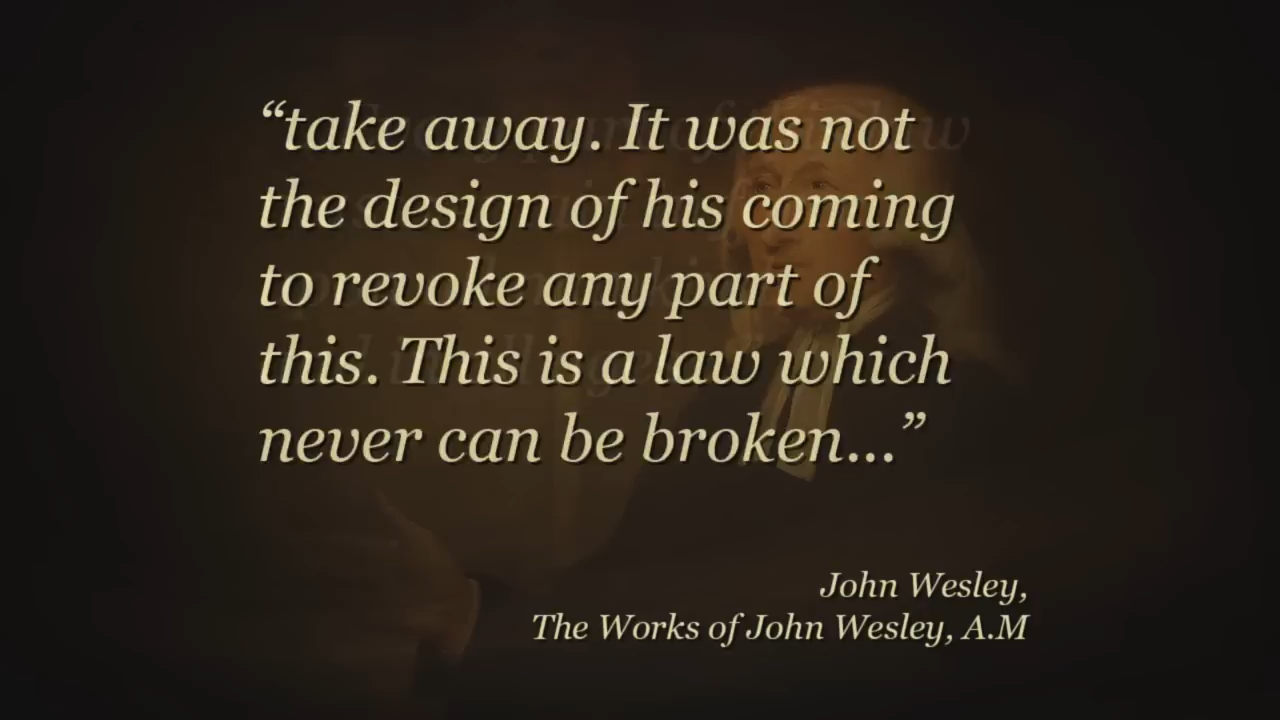 “take away. It was not
the design of his coming
to revoke any part of
this. This is a law which
never can be broken...”
John Wesley,
The Works of John Wesley, A.M